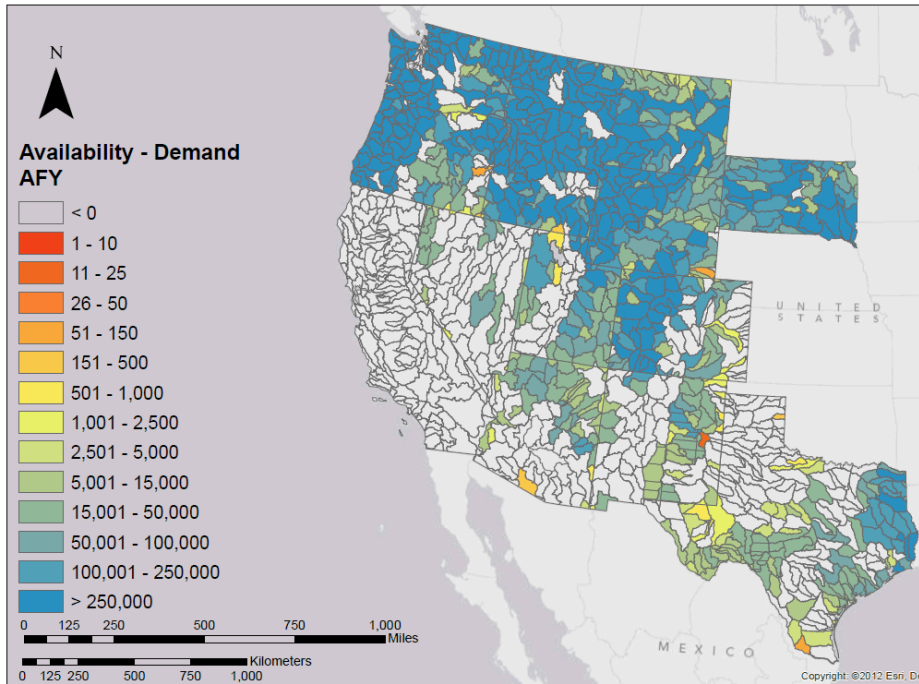 N
Availability - Demand
AFY
< 0
1 - 10
11 - 25
26 - 50
51 - 150
151 - 500
501 - 1,000
1,001 - 2,500
2,501 - 5,000
5,001 - 15,000
15,001 - 50,000
50,001 - 100,000
100,001 - 250,000
> 250,000
0 125 250 500 750 1,000
Miles
Kilometers
0 125 250 500 750 1,000
UNITED
STATES
MEXICO
Copyright: ©2012 Esri, D